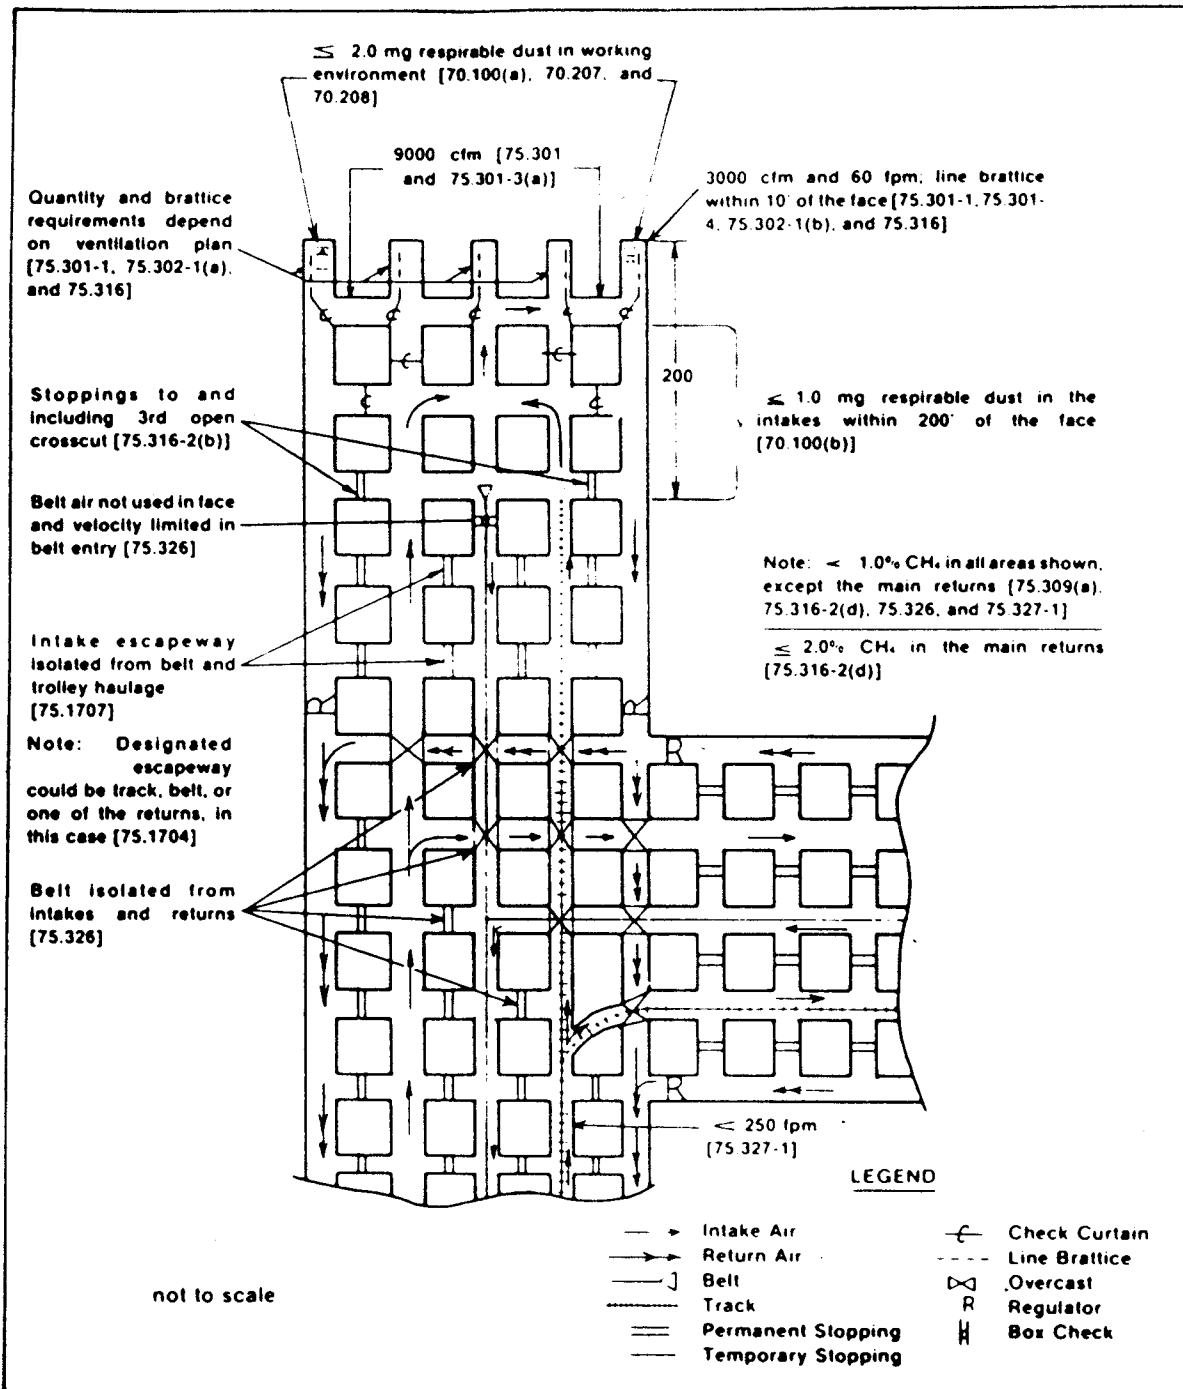 ≤ 2.0 mg respirable dust in working
environment [70.100(a), 70.207, and
70.208]
9000 cfm [75.301
and 75.301-3(a)]
3000 cfm and 60 fpm; line brattice
within 10' of the face [75.301-1, 75.301-
4, 75.302-1(b), and 75.316]
Quantity and brattice
requirements depend
on ventilation plan
[75.301-1, 75.302-1(a),
and 75.316]
200
Stoppings to and
including 3rd open
crosscut [75.316-2(b)]
≤ 1.0 mg respirable dust in the
intakes within 200' of the face
[70.100(b)]
Belt air not used in face
and velocity limited in
belt entry [75.326]
Note: < 1.0% CH₄ in all areas shown,
except the main returns [75.309(a),
75.316-2(d), 75.326, and 75.327-1]
≤ 2.0% CH₄ in the main returns
[75.316-2(d)]
Intake escapeway
isolated from belt and
trolley haulage
[75.1707]
Note: Designated
escapeway
could be track, belt, or
one of the returns, in
this case [75.1704]
R
R
R
Belt isolated from
intakes and returns
[75.326]
R
< 250 fpm
[75.327-1]
LEGEND
Intake Air
Return Air
Belt
Track
Permanent Stopping
Temporary Stopping
Check Curtain
Line Brattice
Overcast
R Regulator
Box Check
not to scale